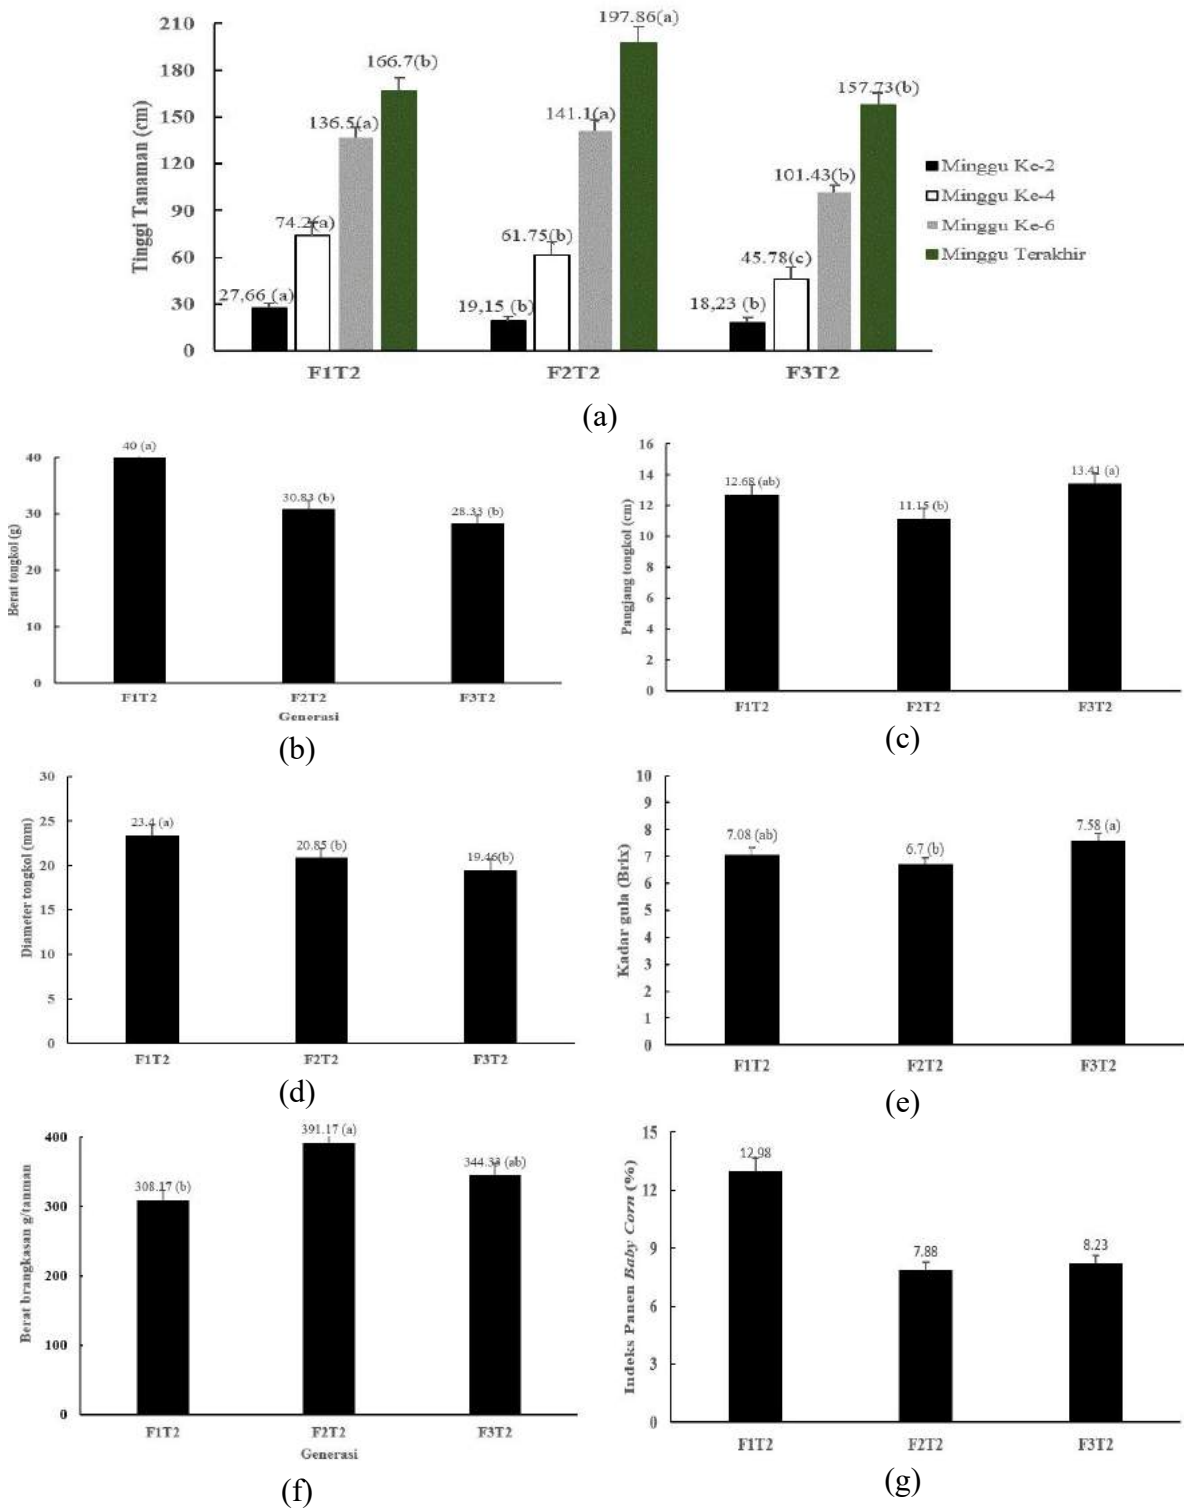 210
180
150
120
90
60
30
0
Tinggi Tanaman (cm)
27,66 (a)
74.2(a)
136.5(a)
166.7(b)
19,15 (b)
61.75(b)
141.1(a)
197.86(a)
18,23 (b)
45.78(c)
101.43(b)
157.73(b)
F1T2 F2T2 F3T2
Minggu Ke-2
Minggu Ke-4
Minggu Ke-6
Minggu Terakhir
(a)
40
30
20
10
0
Berat tongkol (g)
40 (a)
30.83 (b)
28.33 (b)
F1T2 F2T2 F3T2
Generasi
(b)
16
14
12
10
8
6
4
2
0
Pangjang tongkol (cm)
12.68 (ab)
11.15 (b)
13.41 (a)
F1T2 F2T2 F3T2
(c)
30
25
20
15
10
5
0
Diameter tongkol (mm)
23.4 (a)
20.85 (b)
19.46(b)
F1T2 F2T2 F3T2
(d)
10
9
8
7
6
5
4
3
2
1
0
Kadar gula (Brix)
7.08 (ab)
6.7 (b)
7.58 (a)
F1T2 F2T2 F3T2
(e)
400
300
200
100
0
Berat brangkasan g/tanman
308.17 (b)
391.17 (a)
344.33 (ab)
F1T2 F2T2 F3T2
Generasi
(f)
15
12
9
6
3
0
Indeks Panen Baby Corn (%)
12.98
7.88
8.23
F1T2 F2T2 F3T2
(g)